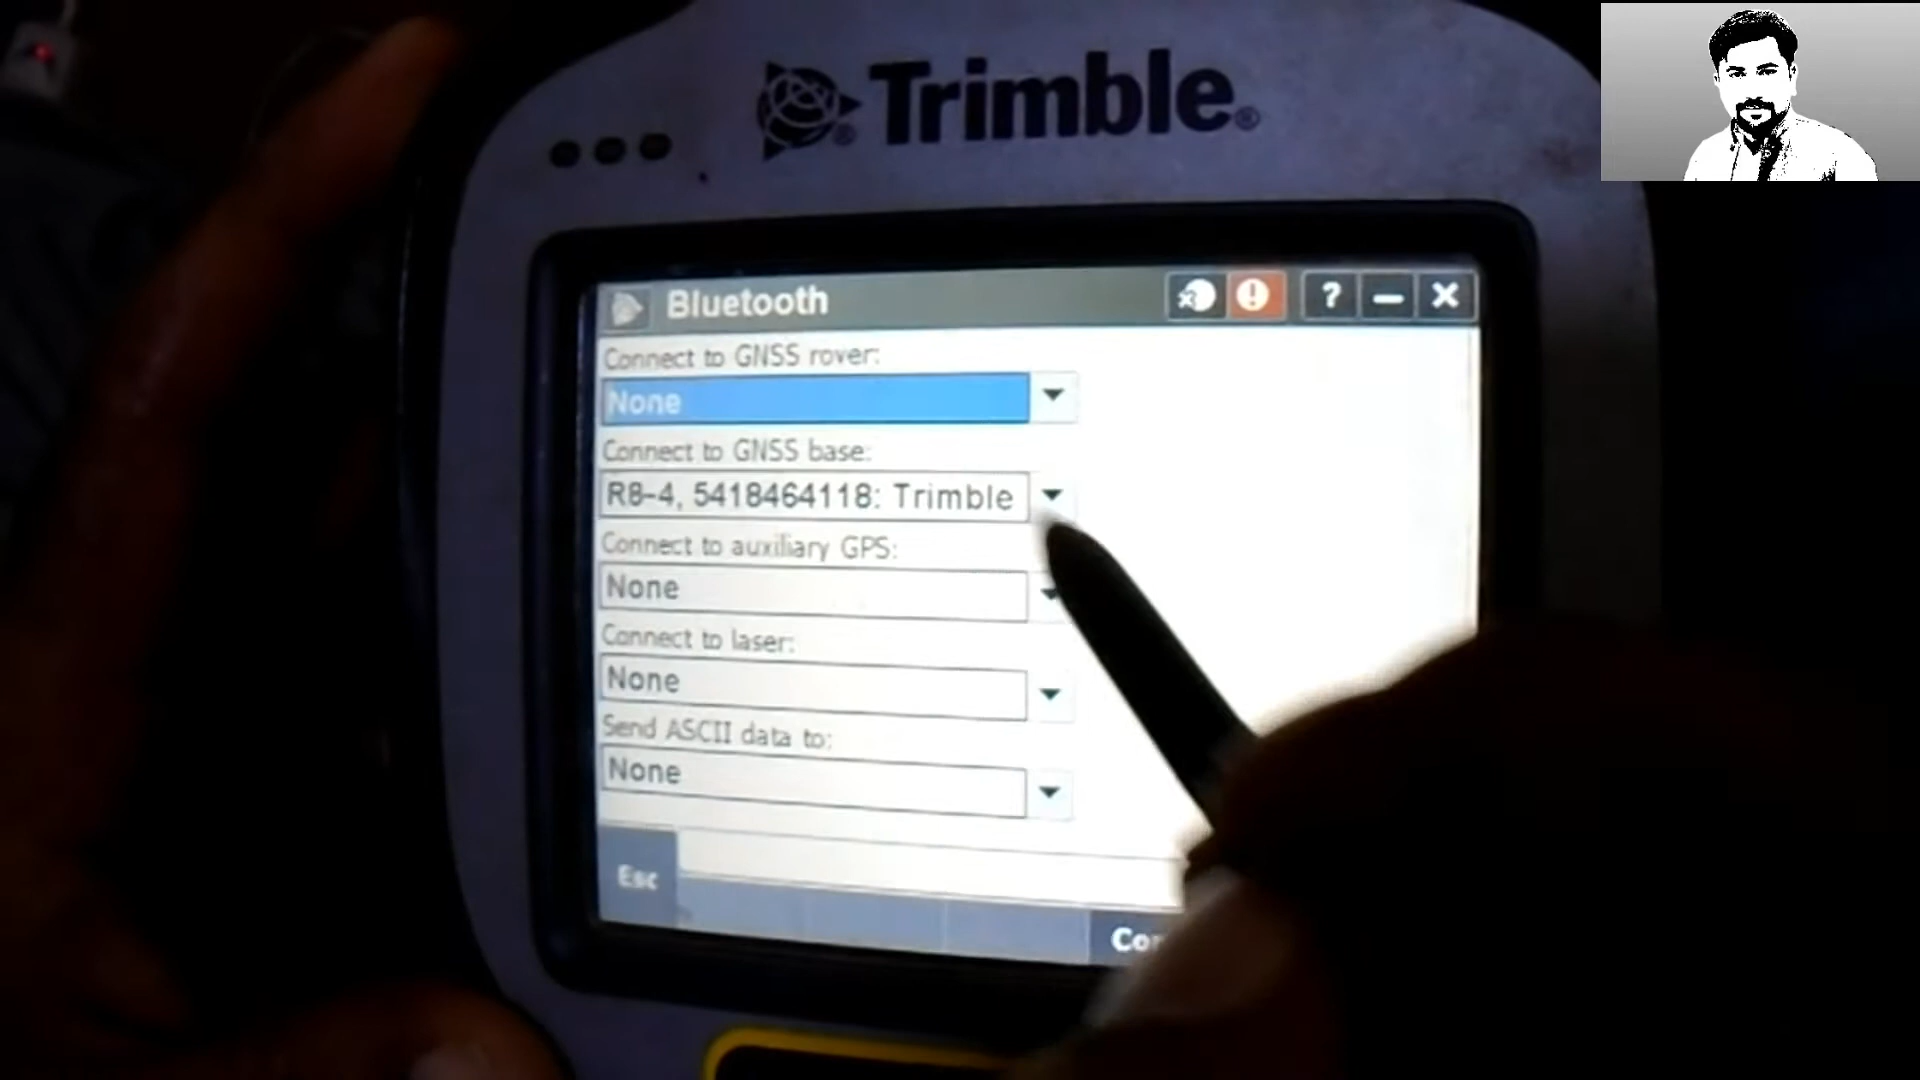 Trimble
Bluetooth
Connect to GNSS rover:
None
Connect to GNSS base:
R8-4, 5418464118: Trimble
Connect to auxiliary GPS:
None
Connect to laser:
None
Send ASCII data to:
None
Esc